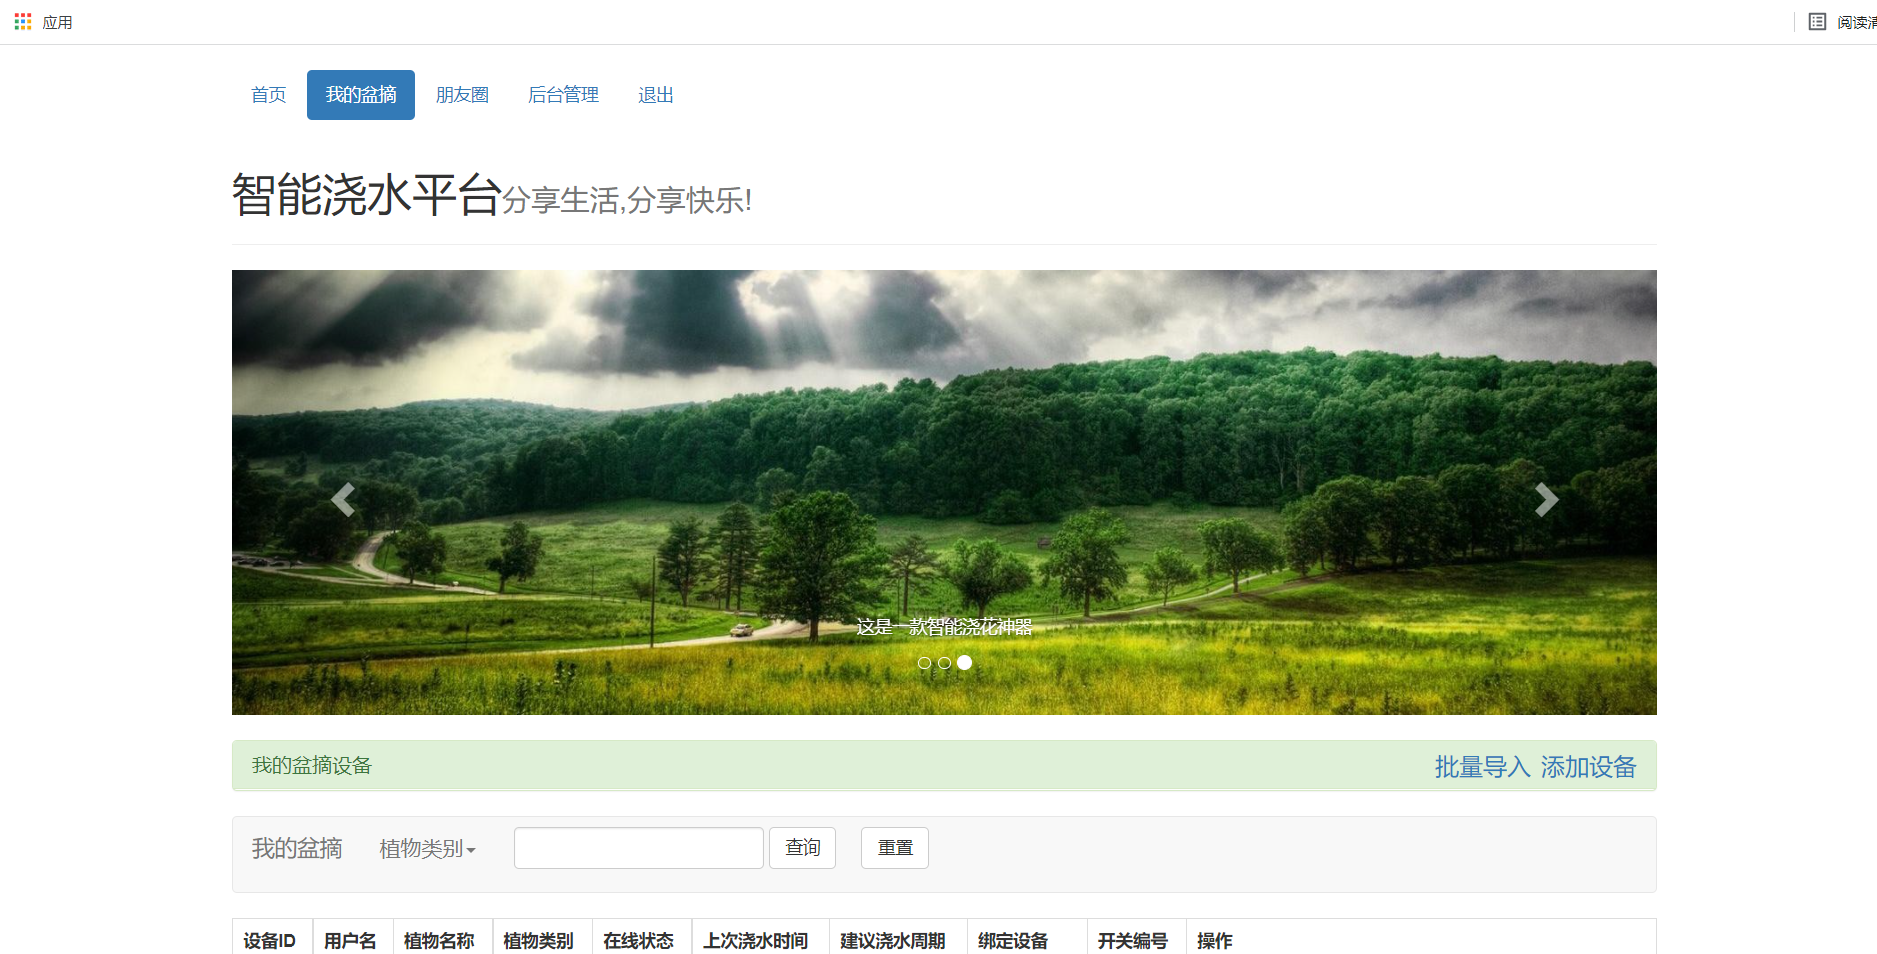 应用
阅读清
首页 我的盆摘 朋友圈 后台管理 退出
智能浇水平台分享生活,分享快乐!
这是一款智能浇花神器
我的盆摘设备 批量导入 添加设备
我的盆摘 植物类别 查询 重置
设备ID 用户名 植物名称 植物类别 在线状态 上次浇水时间 建议浇水周期 绑定设备 开关编号 操作